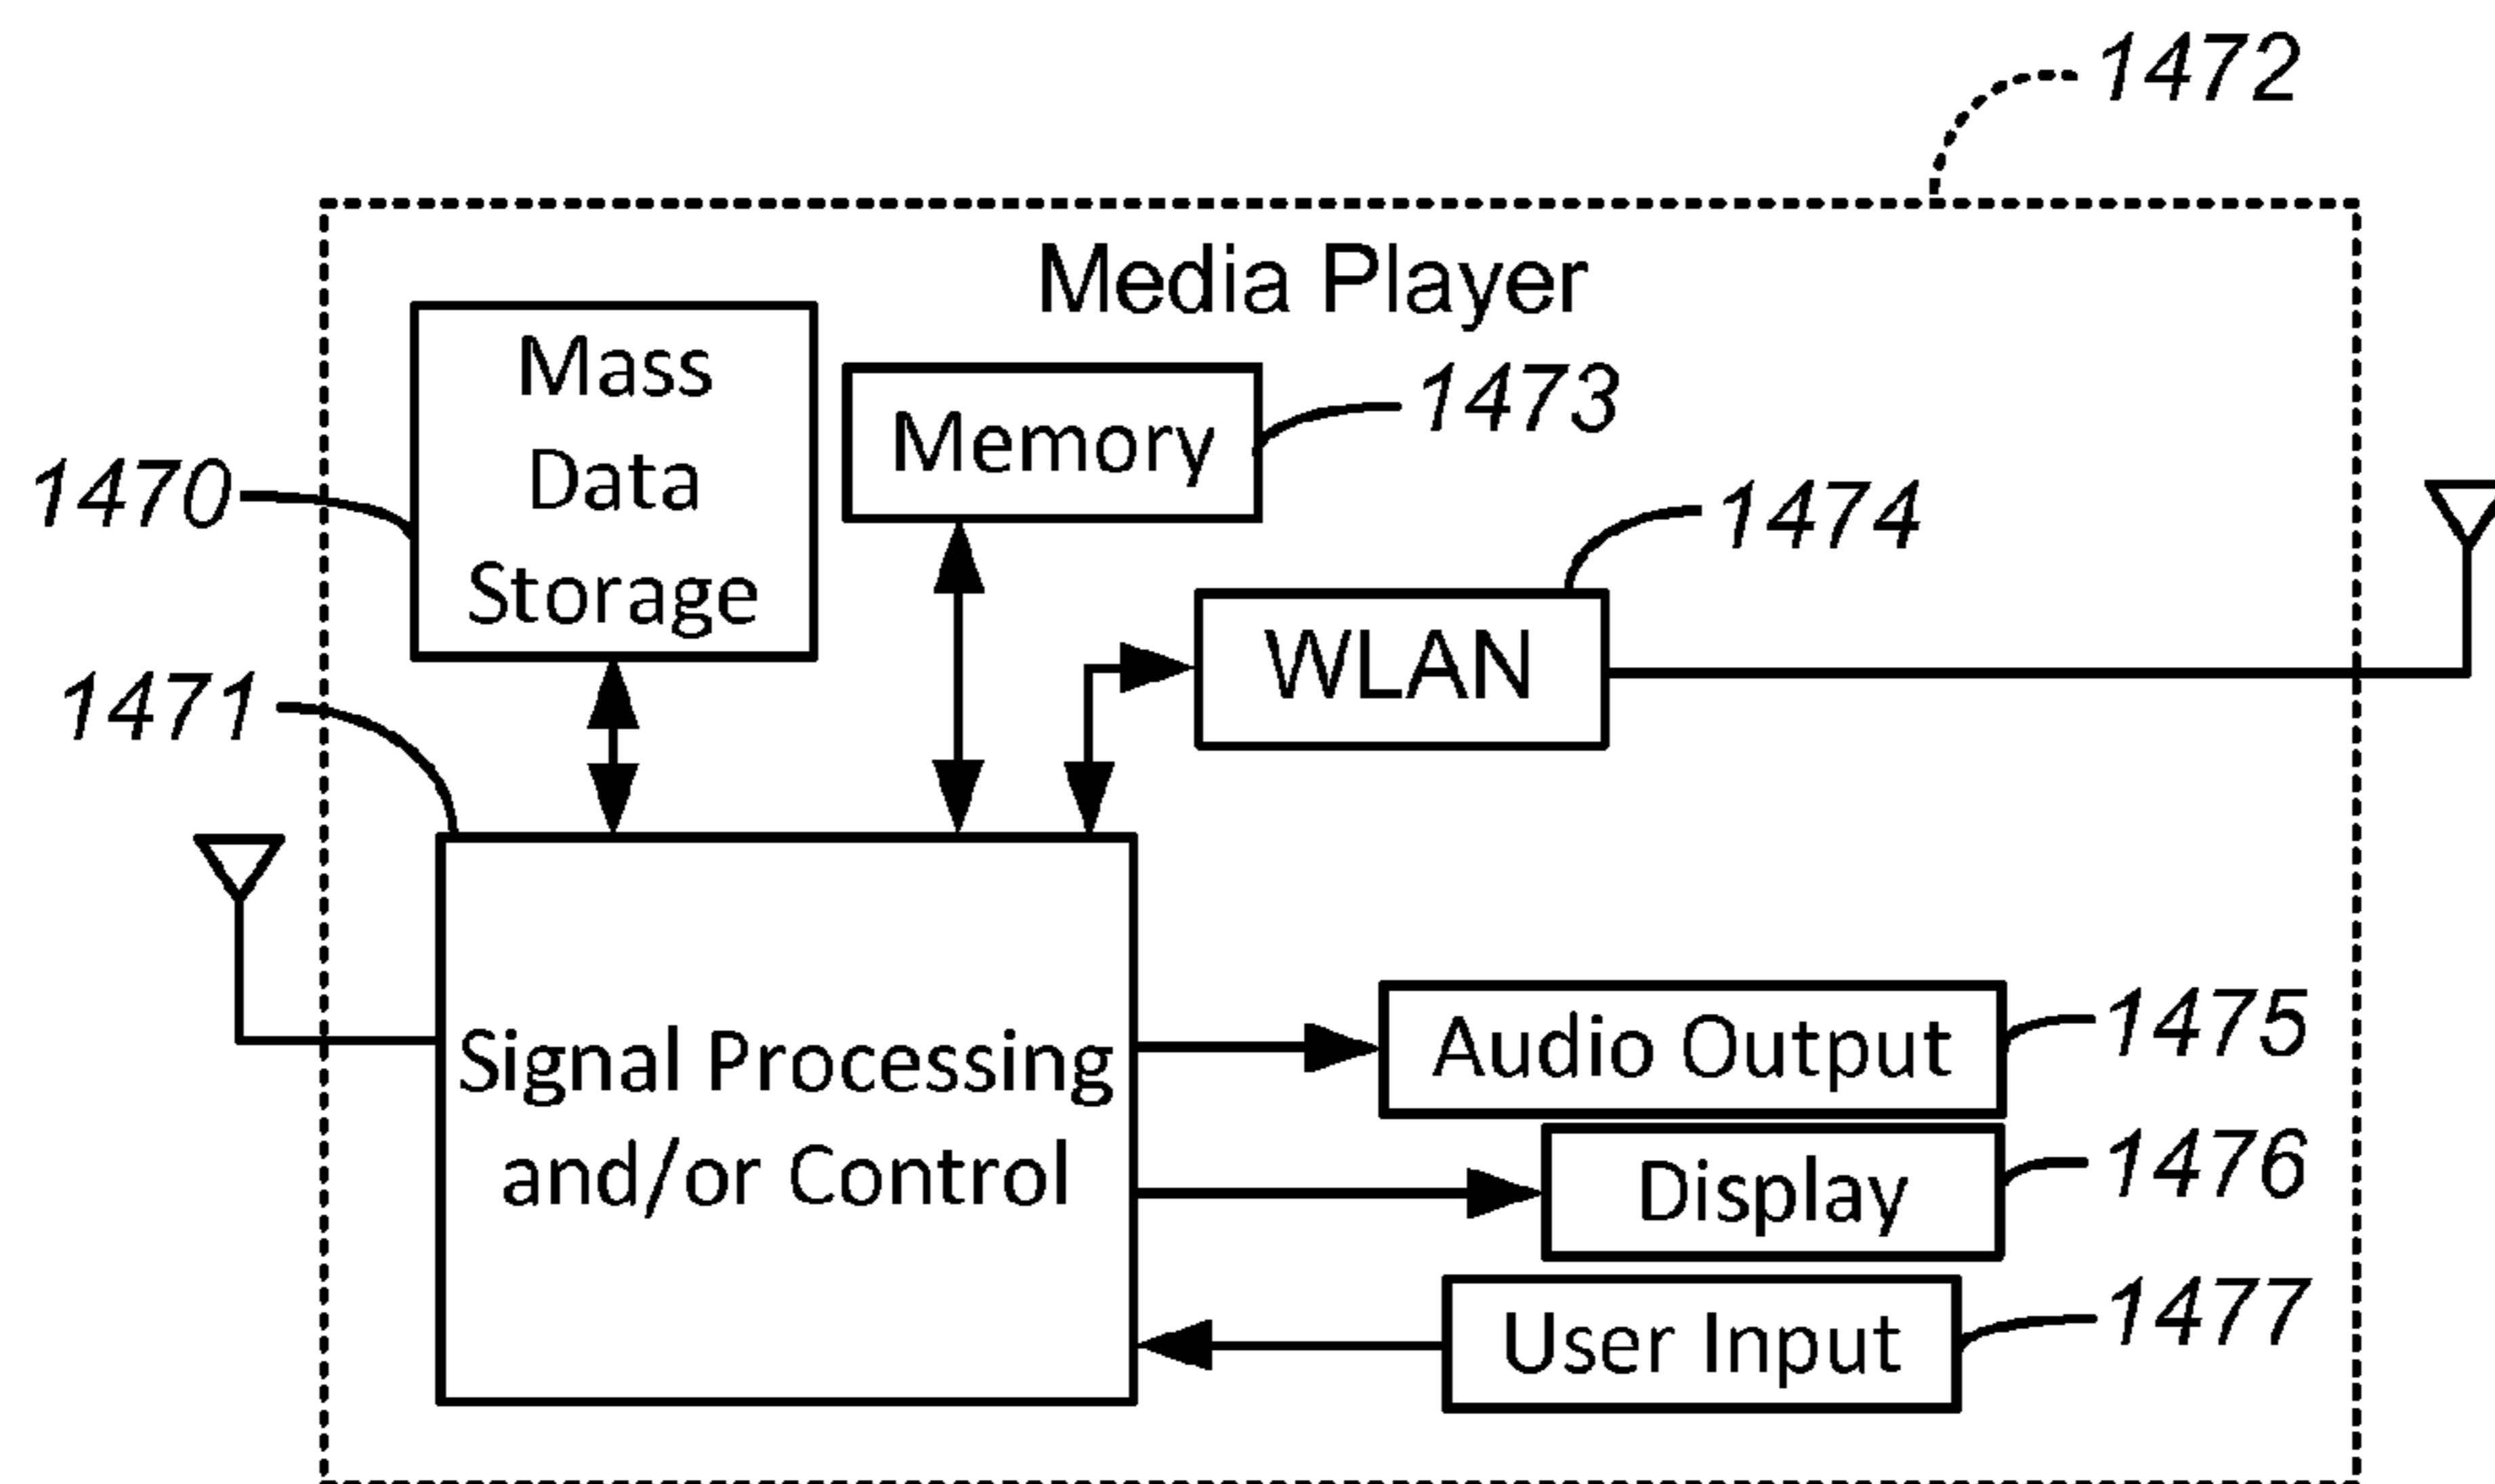 1472
Media Player
Mass
Data
Storage
Memory
1473
1470
1474
WLAN
1471
Signal Processing
and/or Control
Audio Output
1475
Display
1476
User Input
1477